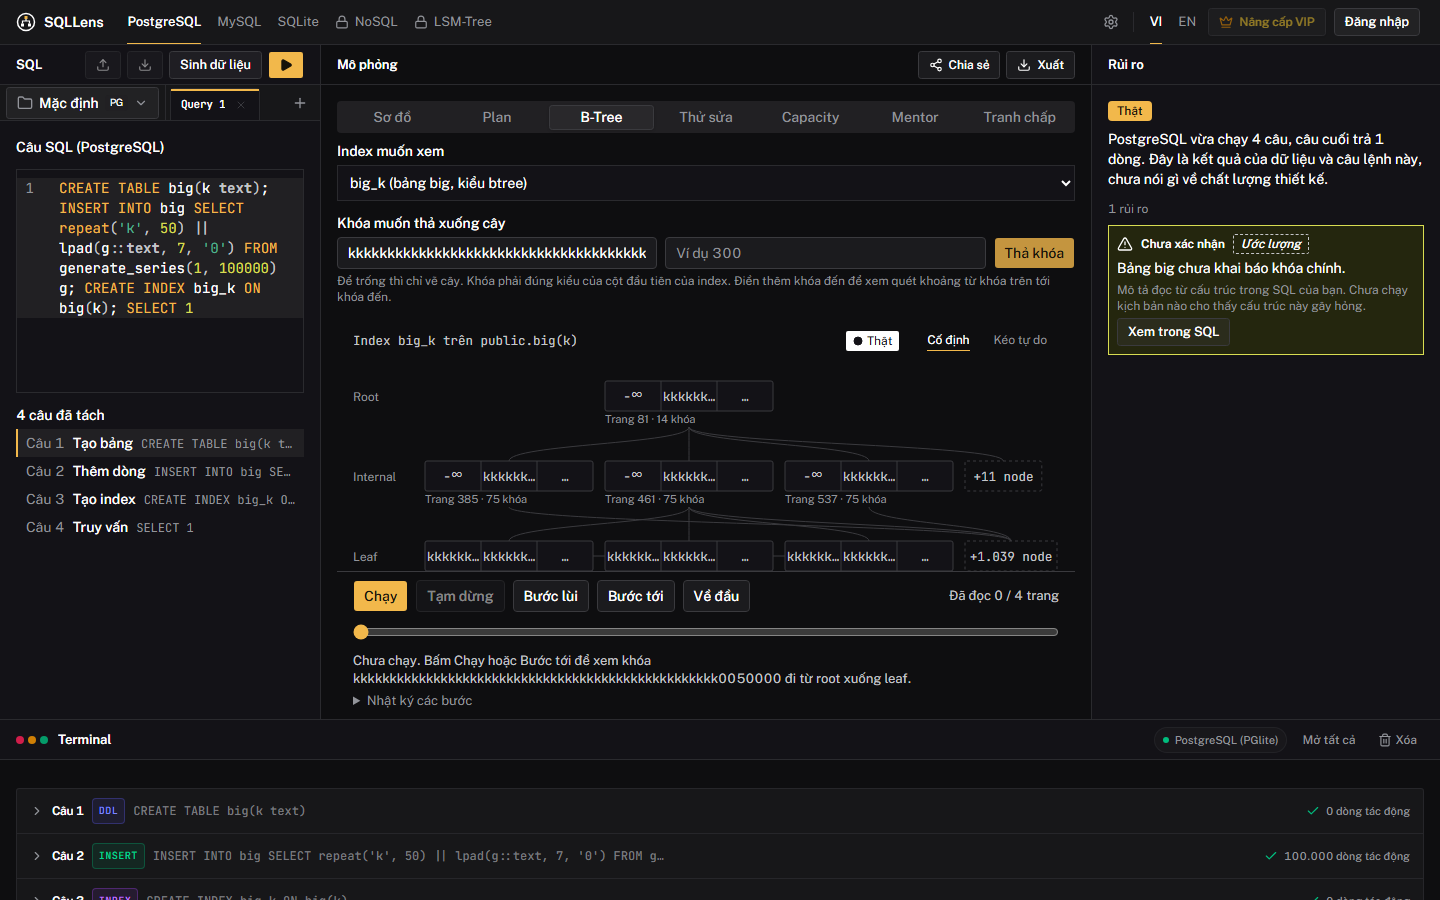 SQLLens PostgreSQL MySQL SQLite NoSQL LSM-Tree VI EN Nâng cấp VIP Đăng nhập
SQL Sinh dữ liệu
Mặc định PG Query 1
Câu SQL (PostgreSQL)
1 CREATE TABLE big(k text);
INSERT INTO big SELECT
repeat('k', 50) ||
lpad(g::text, 7, '0') FROM
generate_series(1, 100000)
g; CREATE INDEX big_k ON
big(k); SELECT 1
4 câu đã tách
Câu 1 Tạo bảng CREATE TABLE big(k t…
Câu 2 Thêm dòng INSERT INTO big SE…
Câu 3 Tạo index CREATE INDEX big_k O…
Câu 4 Truy vấn SELECT 1
Mô phỏng Chia sẻ Xuất
Sơ đồ Plan B-Tree Thử sửa Capacity Mentor Tranh chấp
Index muốn xem
big_k (bảng big, kiểu btree)
Khóa muốn thả xuống cây
Ví dụ 300 Thả khóa
Để trống thì chỉ vẽ cây. Khóa phải đúng kiểu của cột đầu tiên của index. Điền thêm khóa đến để xem quét khoảng từ khóa trên tới
khóa đến.
Index big_k trên public.big(k) Thật Cố định Kéo tự do
Root -∞ kkkkkk… …
Trang 81 · 14 khóa
Internal -∞ kkkkkk… … -∞ kkkkkk… … -∞ kkkkkk… … +11 node
Trang 385 · 75 khóa Trang 461 · 75 khóa Trang 537 · 75 khóa
Leaf kkkkkk… kkkkkk… … kkkkkk… kkkkkk… … kkkkkk… kkkkkk… … +1.039 node
Chạy Tạm dừng Bước lùi Bước tới Về đầu Đã đọc 0 / 4 trang
Chưa chạy. Bấm Chạy hoặc Bước tới để xem khóa
kkkkkkkkkkkkkkkkkkkkkkkkkkkkkkkkkkkkkkkkkkkkkkkkkk0050000 đi từ root xuống leaf.
Nhật ký các bước
Rủi ro
Thật
PostgreSQL vừa chạy 4 câu, câu cuối trả 1
dòng. Đây là kết quả của dữ liệu và câu lệnh này,
chưa nói gì về chất lượng thiết kế.
1 rủi ro
Chưa xác nhận Ước lượng
Bảng big chưa khai báo khóa chính.
Mô tả đọc từ cấu trúc trong SQL của bạn. Chưa chạy
kịch bản nào cho thấy cấu trúc này gây hỏng.
Xem trong SQL
Terminal PostgreSQL (PGlite) Mở tất cả Xóa
Câu 1 DDL CREATE TABLE big(k text) 0 dòng tác động
Câu 2 INSERT INSERT INTO big SELECT repeat('k', 50) || lpad(g::text, 7, '0') FROM g… 100.000 dòng tác động
Câu 3 INDEX CREATE INDEX big_k ON big(k) 0 dòng tác động